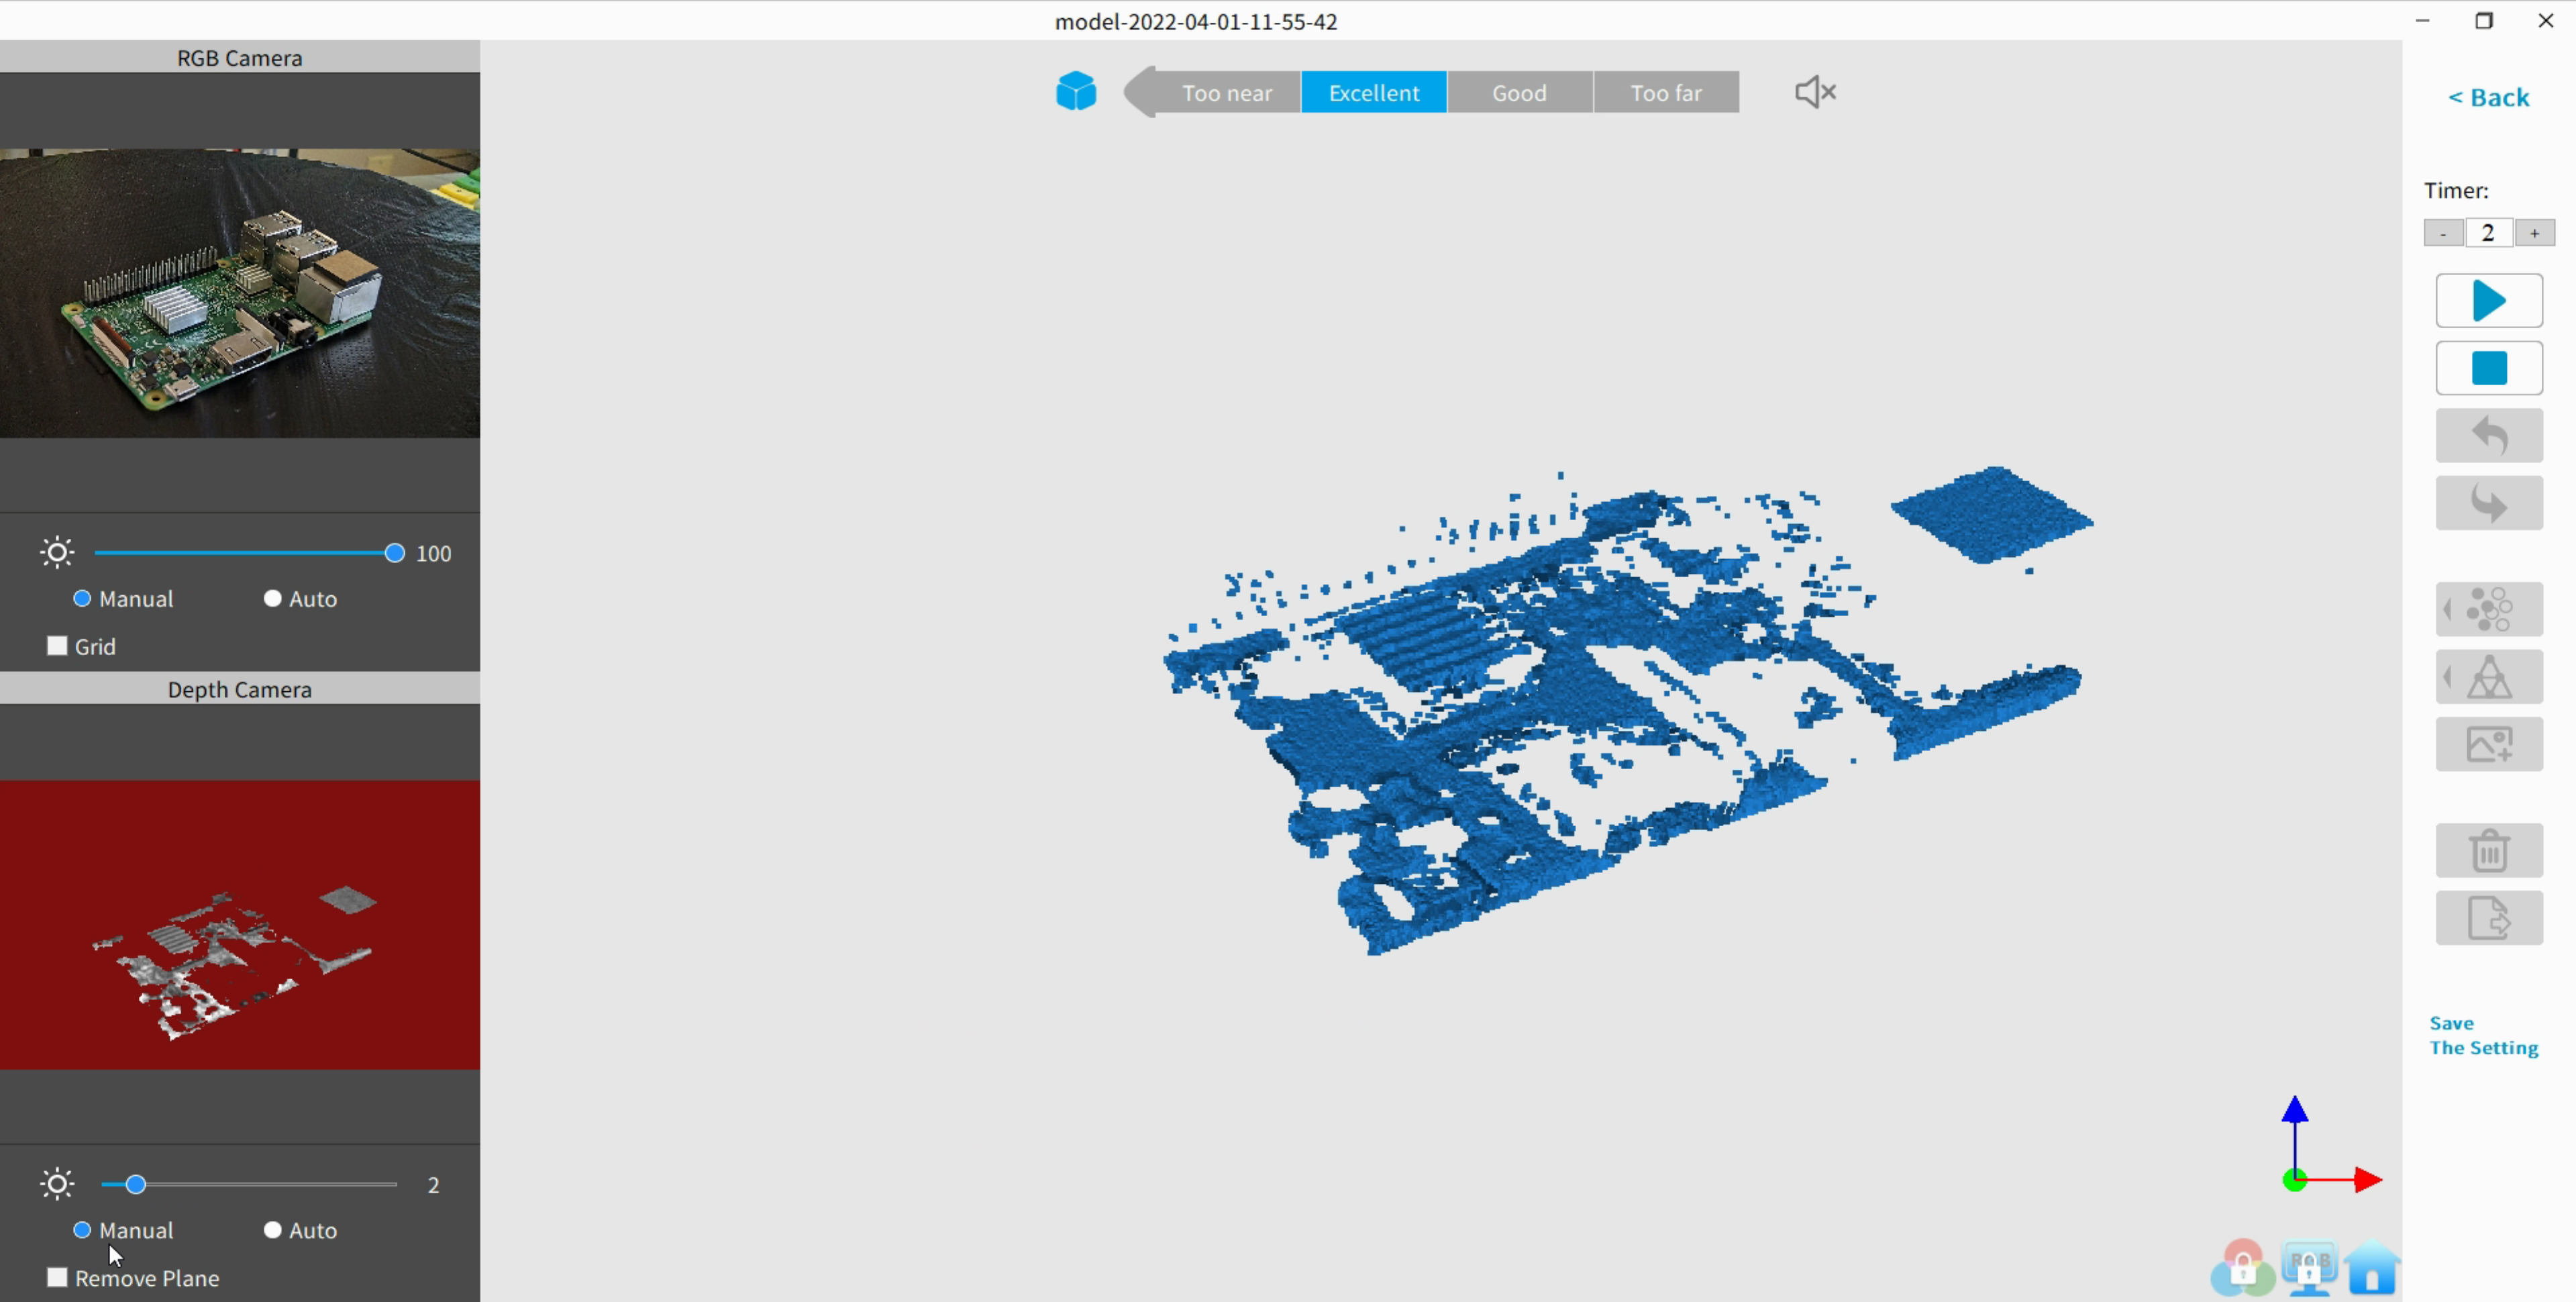 model-2022-04-01-11-55-42
RGB Camera
100
Manual Auto
Grid
Depth Camera
2
Manual Auto
Remove Plane
Too near Excellent Good Too far
< Back
Timer:
- 2 +
Save
The Setting
RGB